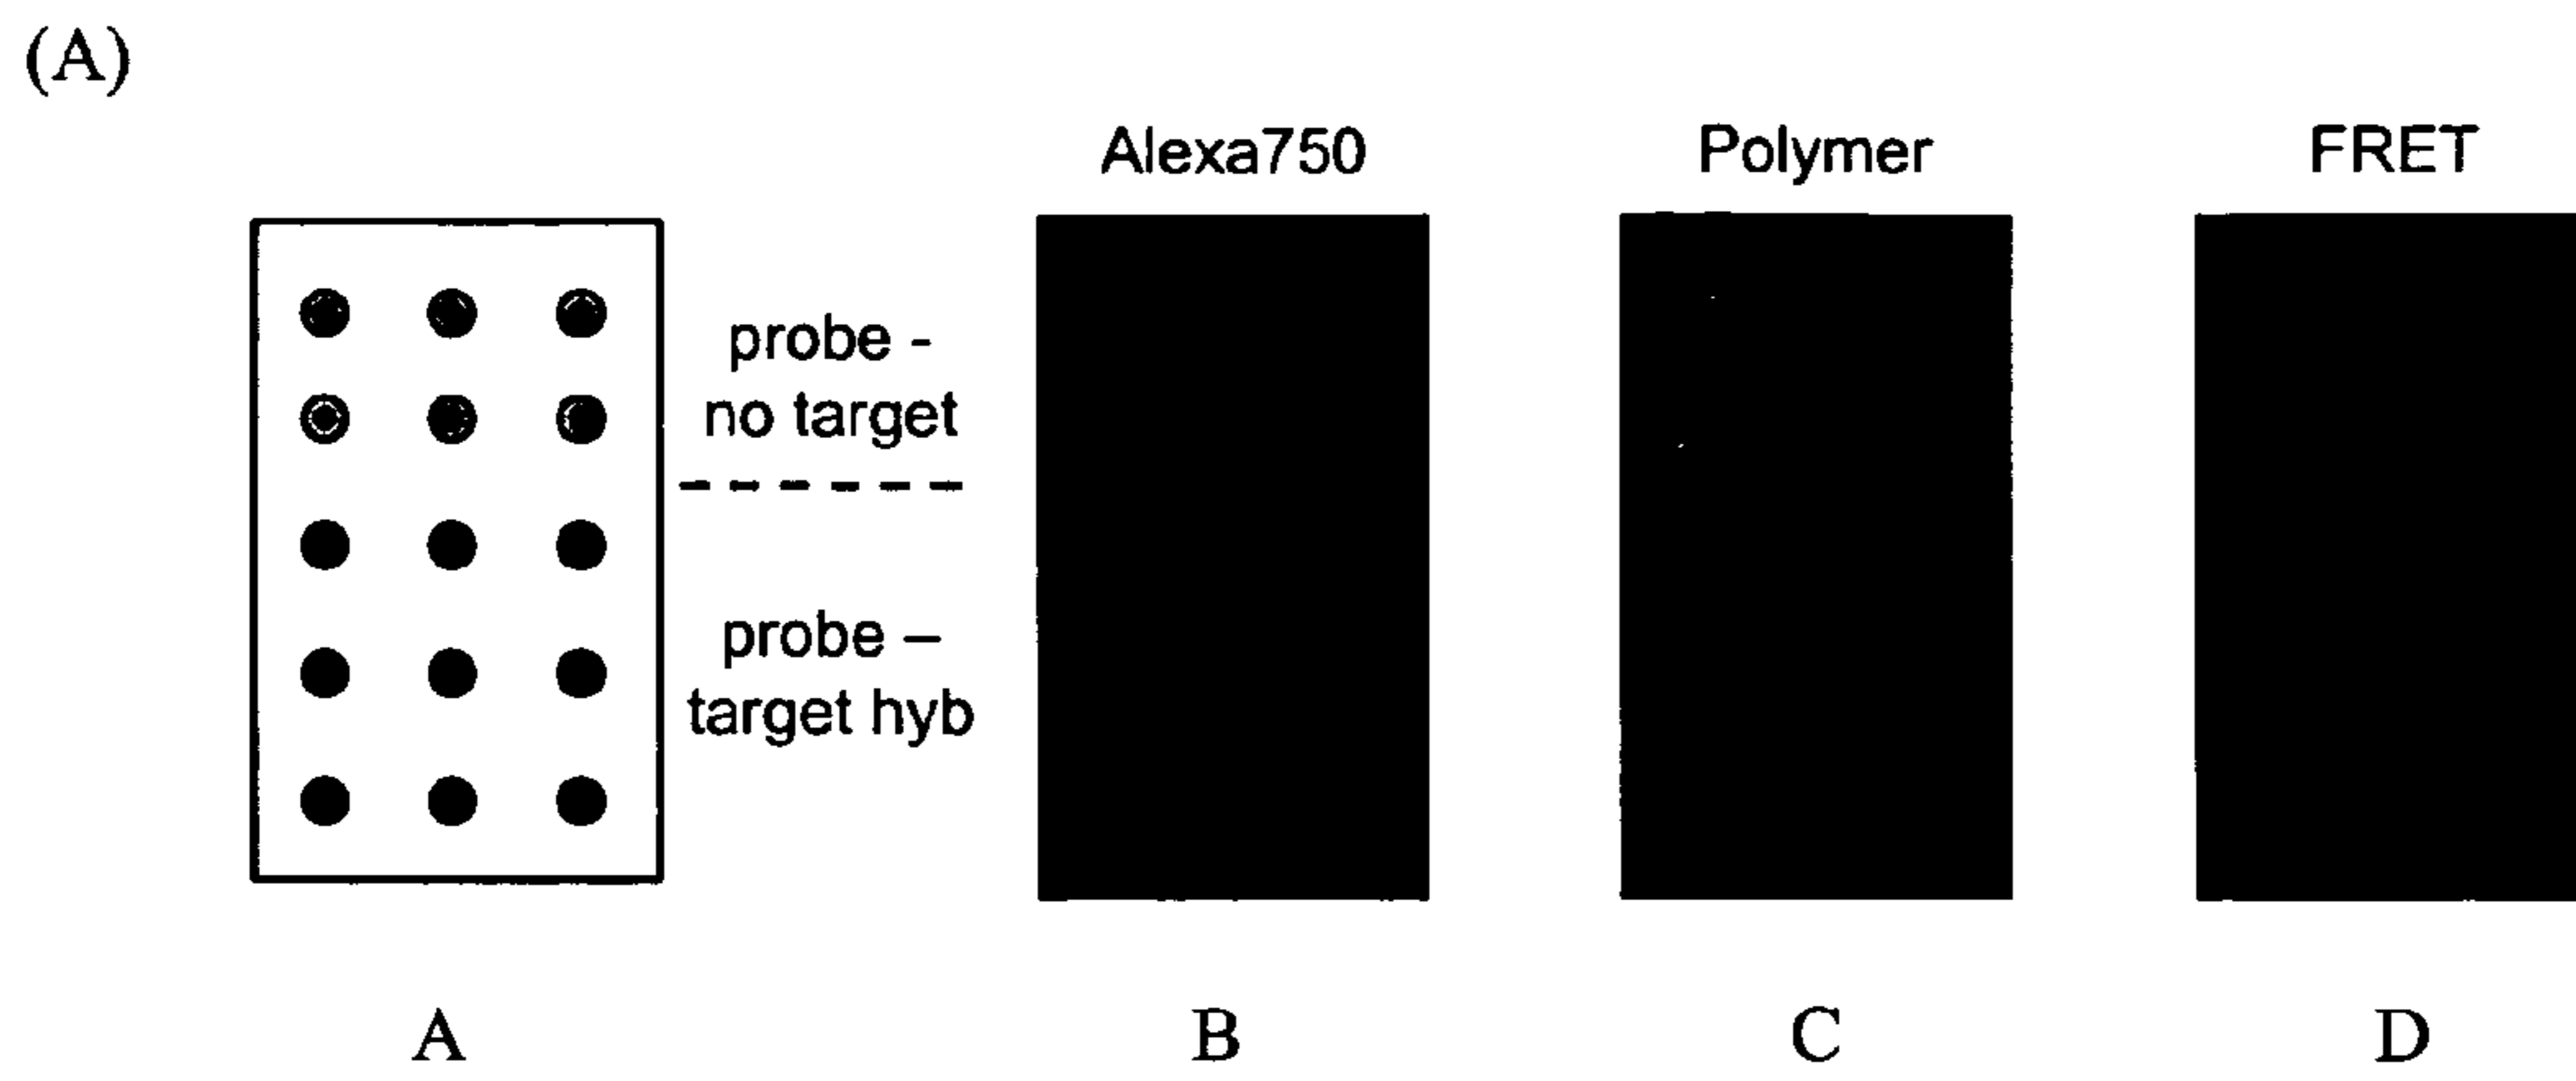 (A)
Alexa750
Polymer
FRET
probe -
no target
probe –
target hyb
A
B
C
D